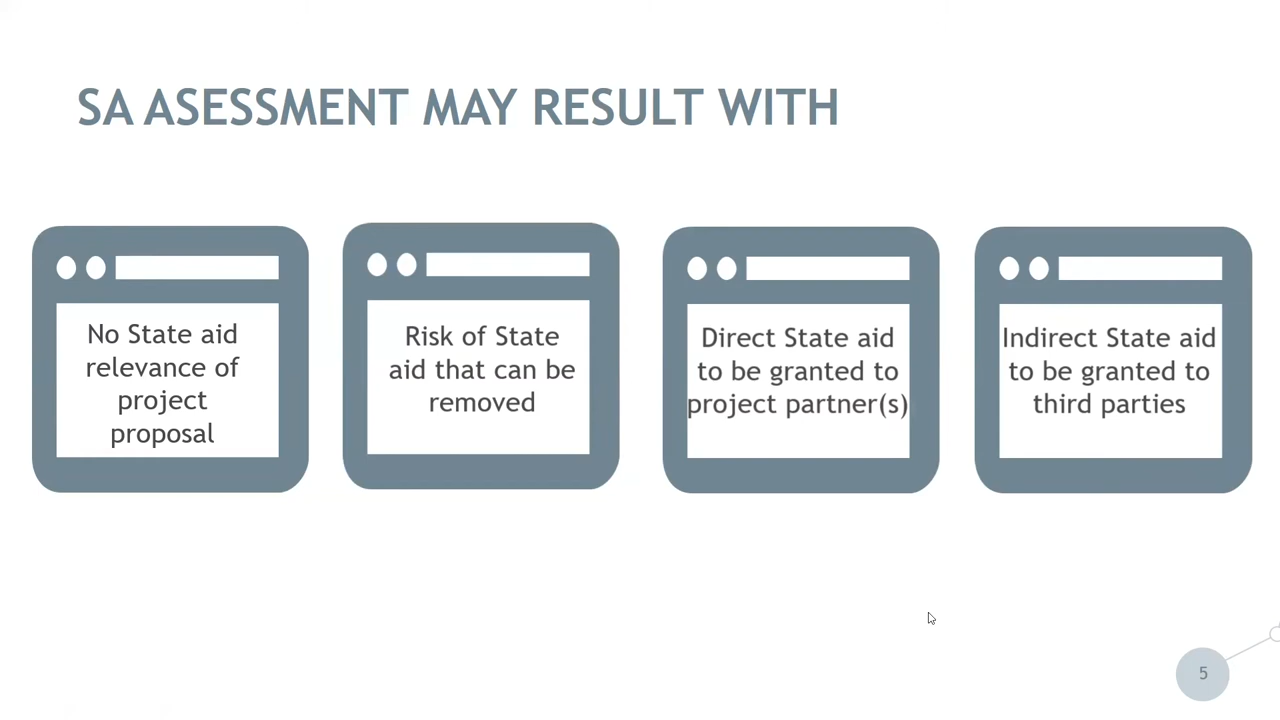 SA ASESSMENT MAY RESULT WITH
No State aid
relevance of
project
proposal
Risk of State
aid that can be
removed
Direct State aid
to be granted to
project partner(s)
Indirect State aid
to be granted to
third parties
5